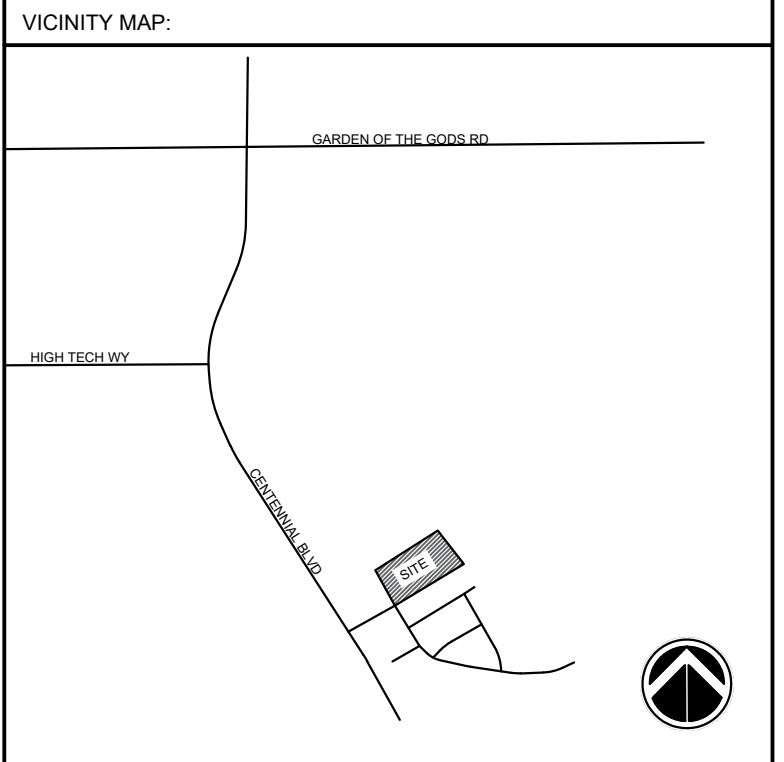 VICINITY MAP:
GARDEN OF THE GODS RD
HIGH TECH WY
CENTENNIAL BLVD
SITE